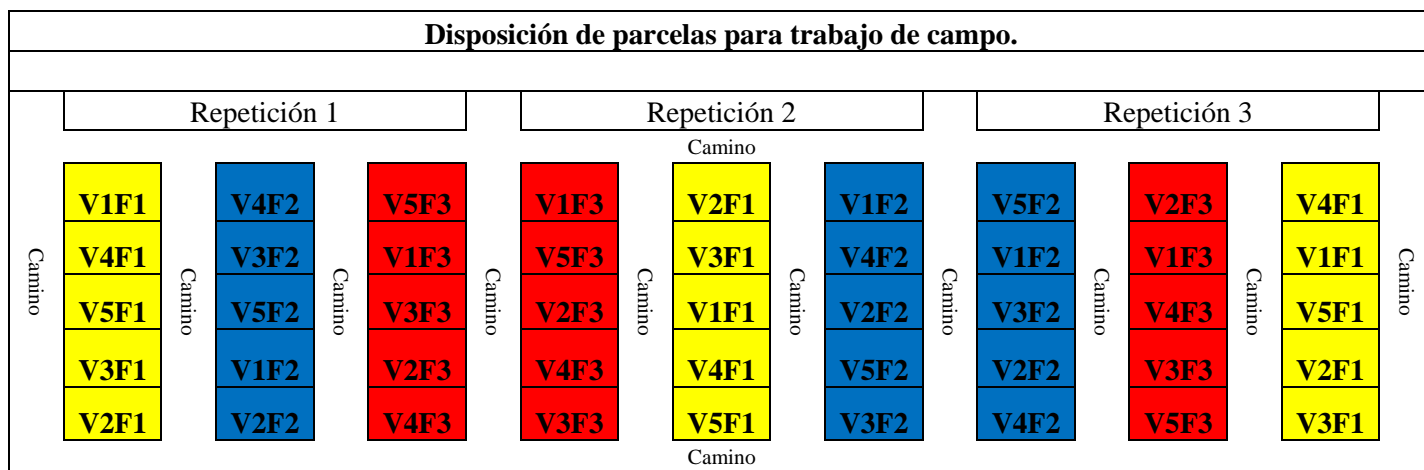 Disposición de parcelas para trabajo de campo.
Repetición 1 Repetición 2 Repetición 3
Camino
V1F1 V4F2 V5F3 V1F3 V2F1 V1F2 V5F2 V2F3 V4F1
V4F1 V3F2 V1F3 V5F3 V3F1 V4F2 V1F2 V1F3 V1F1
Camino Camino Camino Camino Camino Camino Camino Camino Camino Camino
V5F1 V5F2 V3F3 V2F3 V1F1 V2F2 V3F2 V4F3 V5F1
V3F1 V1F2 V2F3 V4F3 V4F1 V5F2 V2F2 V3F3 V2F1
V2F1 V2F2 V4F3 V3F3 V5F1 V3F2 V4F2 V5F3 V3F1
Camino